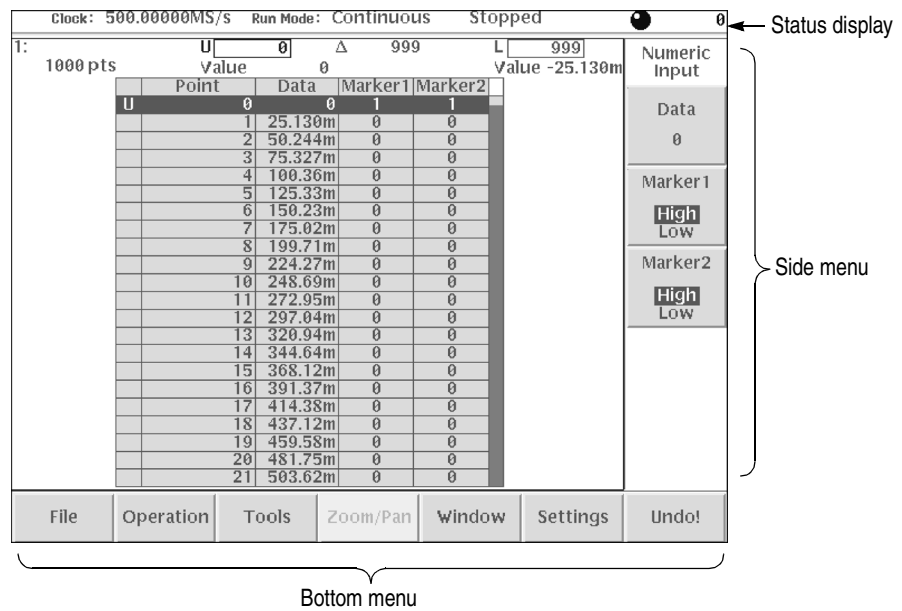 Clock: 500.00000MS/s Run Mode: Continuous Stopped 0
Status display
1: U 0 Δ 999 L 999
1000 pts Value 0 Value -25.130m
Point Data Marker1 Marker2
U 0 0 1 1
1 25.130m 0 0
2 50.244m 0 0
3 75.327m 0 0
4 100.36m 0 0
5 125.33m 0 0
6 150.23m 0 0
7 175.02m 0 0
8 199.71m 0 0
9 224.27m 0 0
10 248.69m 0 0
11 272.95m 0 0
12 297.04m 0 0
13 320.94m 0 0
14 344.64m 0 0
15 368.12m 0 0
16 391.37m 0 0
17 414.38m 0 0
18 437.12m 0 0
19 459.58m 0 0
20 481.75m 0 0
21 503.62m 0 0
Numeric
Input
Data
0
Marker1
High
Low
Marker2
High
Low
Side menu
File Operation Tools Zoom/Pan Window Settings Undo!
Bottom menu